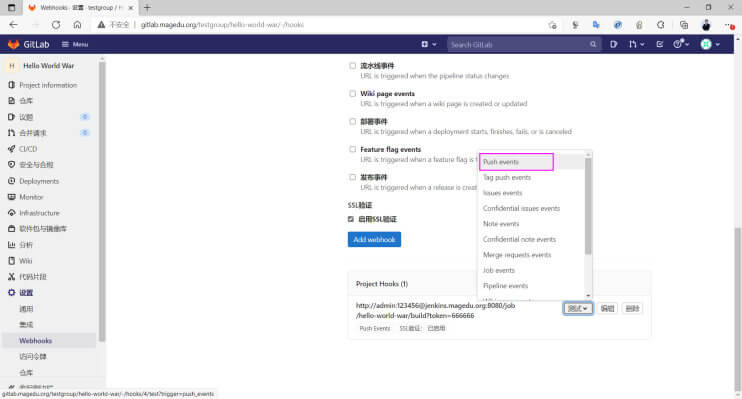 Webhooks · 设置 · testgroup / H
不安全 | gitlab.magedu.org/testgroup/hello-world-war/-/hooks
GitLab
Menu
Search GitLab
H Hello World War
Project information
仓库
议题 0
合并请求 0
CI/CD
安全与合规
Deployments
Monitor
Infrastructure
软件包与镜像库
分析
Wiki
代码片段
设置
通用
集成
Webhooks
访问令牌
仓库
流水线事件
URL is triggered when the pipeline status changes
Wiki page events
URL is triggered when a wiki page is created or updated
部署事件
URL is triggered when a deployment starts, finishes, fails, or is canceled
Feature flag events
URL is triggered when a feature flag is t
发布事件
URL is triggered when a release is creat
SSL验证
启用SSL验证
Add webhook
Push events
Tag push events
Issues events
Confidential issues events
Note events
Confidential note events
Merge requests events
Job events
Pipeline events
Project Hooks (1)
http://admin:123456@jenkins.magedu.org:8080/job
/hello-world-war/build?token=666666
测试
编辑
删除
Push Events SSL验证: 已启用
gitlab.magedu.org/testgroup/hello-world-war/-/hooks/4/test?trigger=push_events